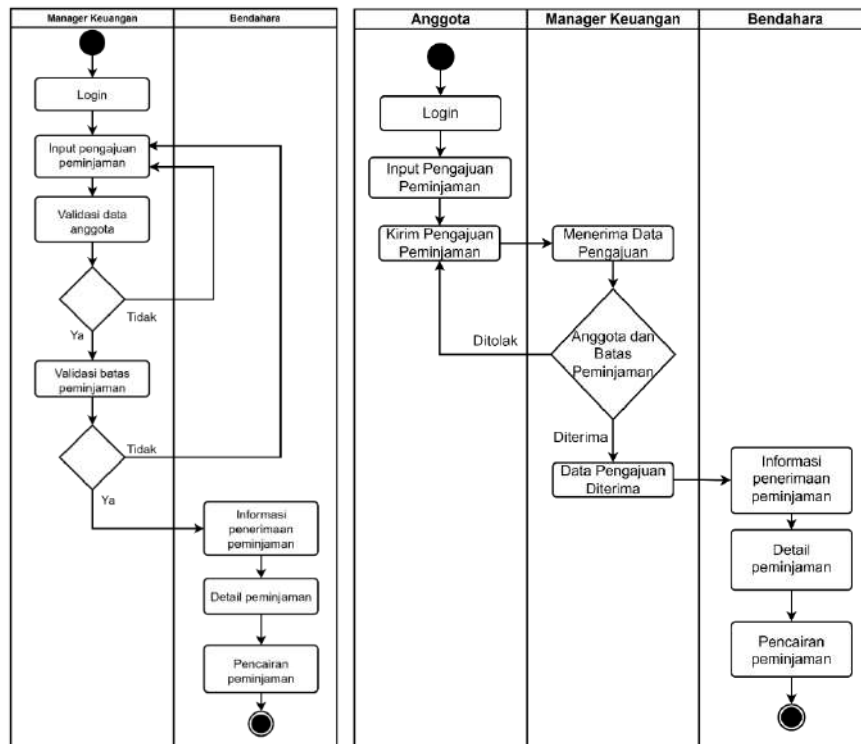 Manager Keuangan
Bendahara
Login
Input pengajuan
peminjaman
Validasi data
anggota
Tidak
Ya
Validasi batas
peminjaman
Tidak
Ya
Informasi
penerimaan
peminjaman
Detail peminjaman
Pencairan
peminjaman
Anggota
Manager Keuangan
Bendahara
Login
Input Pengajuan
Peminjaman
Kirim Pengajuan
Peminjaman
Menerima Data
Pengajuan
Ditolak
Anggota dan
Batas
Peminjaman
Diterima
Data Pengajuan
Diterima
Informasi
penerimaan
peminjaman
Detail
peminjaman
Pencairan
peminjaman